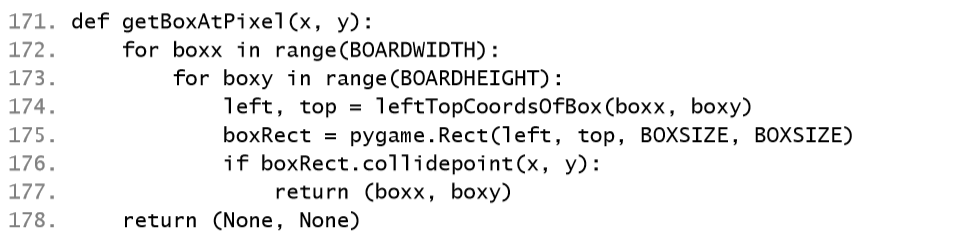 171. def getBoxAtPixel(x, y):
172.     for boxx in range(BOARDWIDTH):
173.         for boxy in range(BOARDHEIGHT):
174.             left, top = leftTopCoordsOfBox(boxx, boxy)
175.             boxRect = pygame.Rect(left, top, BOXSIZE, BOXSIZE)
176.             if boxRect.collidepoint(x, y):
177.                 return (boxx, boxy)
178.     return (None, None)